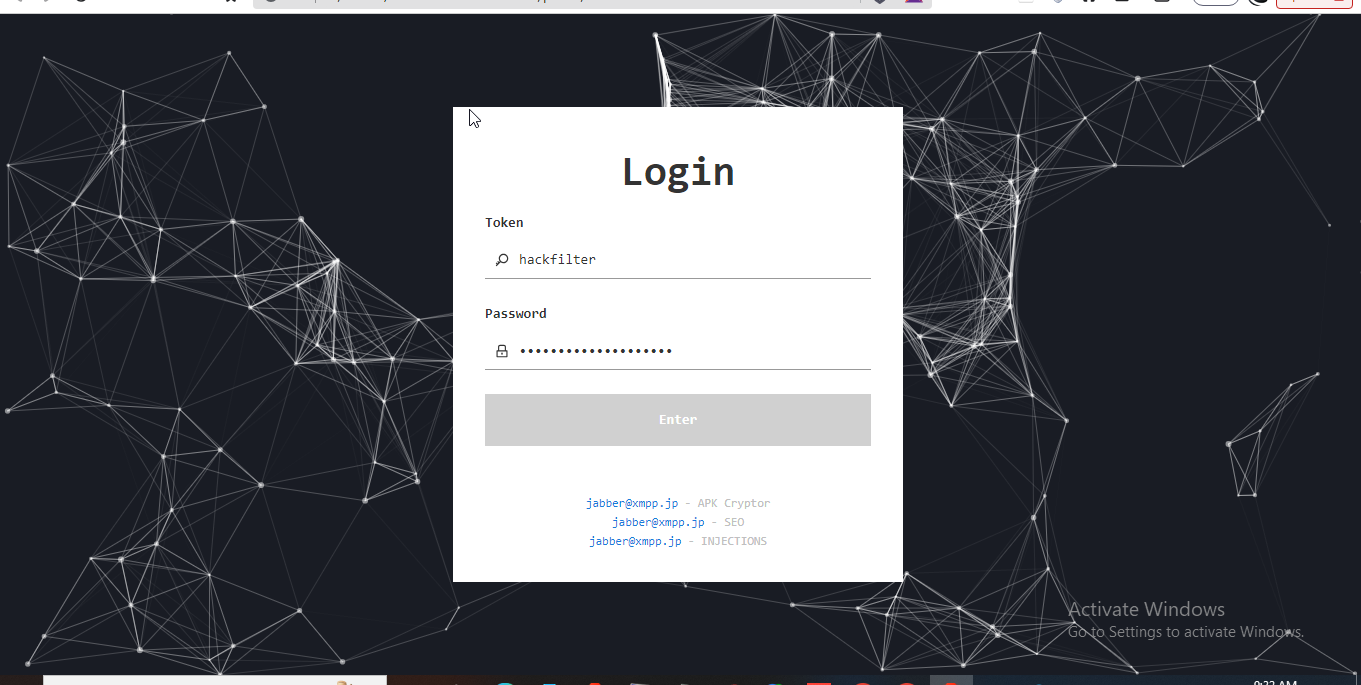 Login
Token
hackfilter
Password
••••••••••••••••••••
Enter
jabber@xmpp.jp - APK Cryptor
jabber@xmpp.jp - SEO
jabber@xmpp.jp - INJECTIONS
Activate Windows
Go to Settings to activate Windows.